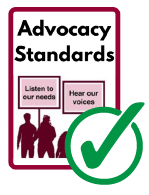 Advocacy
Standards
Listen to
our needs
Hear our
voices